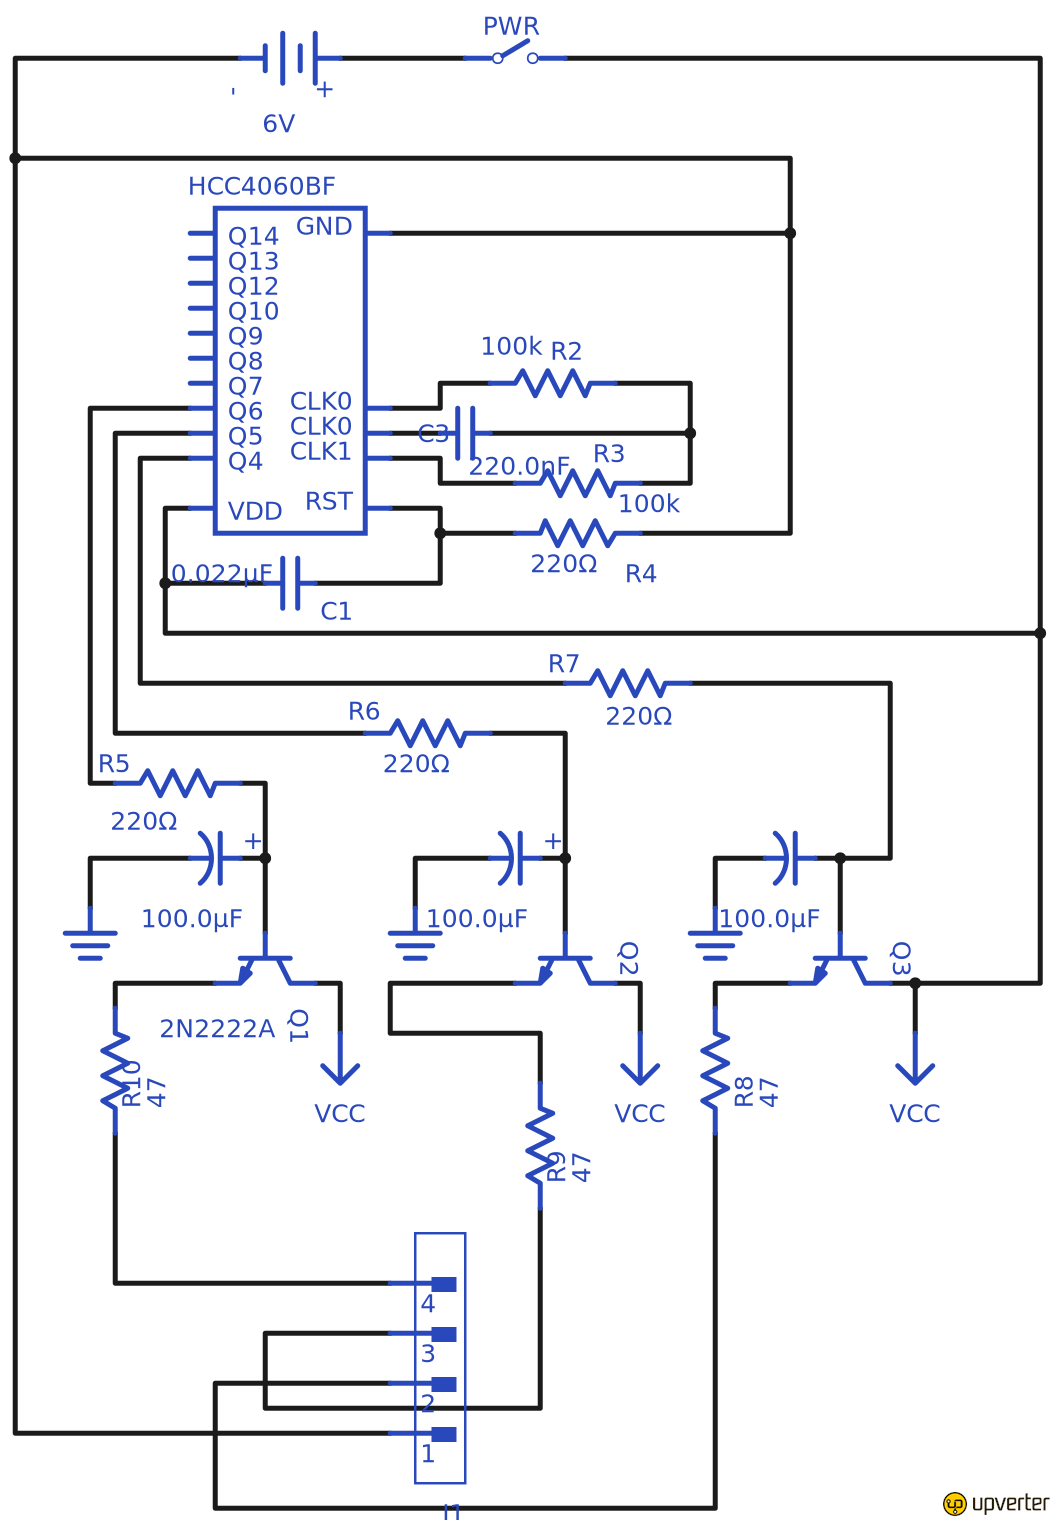 PWR
- +
6V
HCC4060BF
GND
Q14
Q13
Q12
Q10
Q9
Q8
Q7
Q6
Q5
Q4
VDD
CLK0
CLK0
CLK1
RST
100k R2
C3
220.0nF
R3
100k
220Ω
R4
0.022µF
C1
R7
220Ω
R6
220Ω
R5
220Ω
+
100.0µF
+
100.0µF
100.0µF
Q1
2N2222A
Q2
Q3
VCC
VCC
VCC
R10
47
R9
47
R8
47
4
3
2
1
upverter